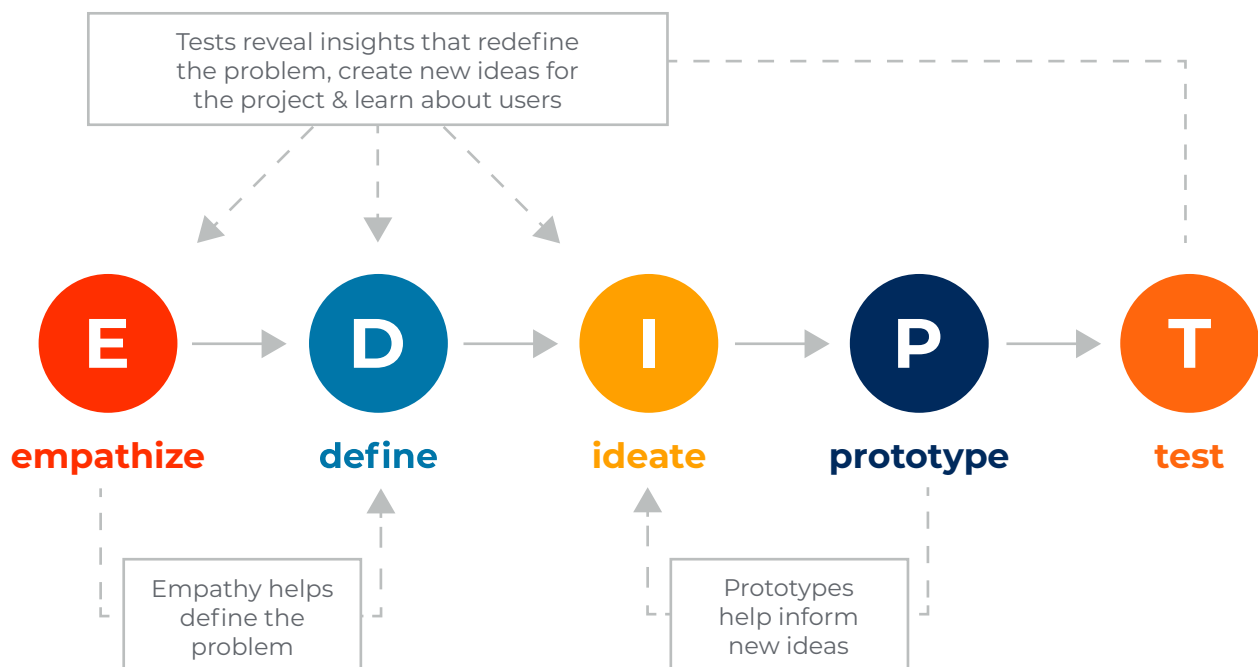 Tests reveal insights that redefine
the problem, create new ideas for
the project & learn about users
E
D
I
P
T
empathize
define
ideate
prototype
test
Empathy helps
define the
problem
Prototypes
help inform
new ideas